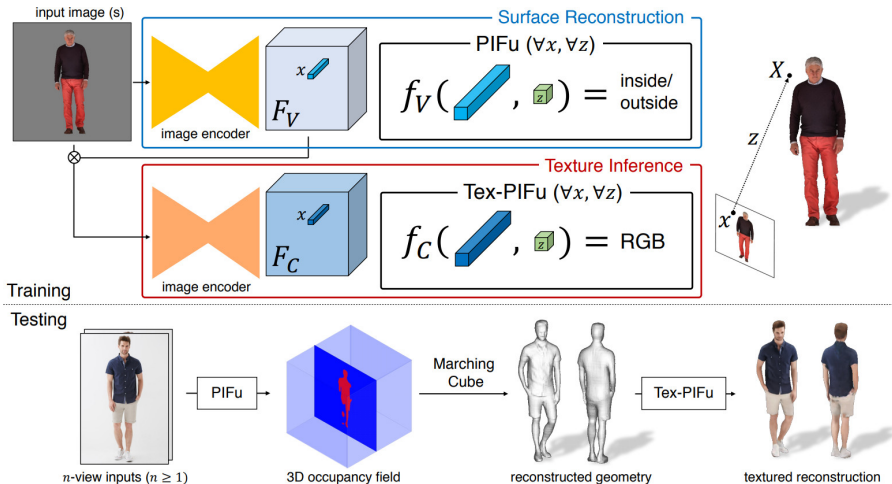 input image (s)
Surface Reconstruction
PIFu (∀x, ∀z)
x
F_V
f_V( , z ) = inside/
outside
image encoder
X
z
x
Texture Inference
Tex-PIFu (∀x, ∀z)
x
F_C
f_C( , z ) = RGB
image encoder
Training
Testing
PIFu
Marching
Cube
Tex-PIFu
n-view inputs (n ≥ 1)
3D occupancy field
reconstructed geometry
textured reconstruction